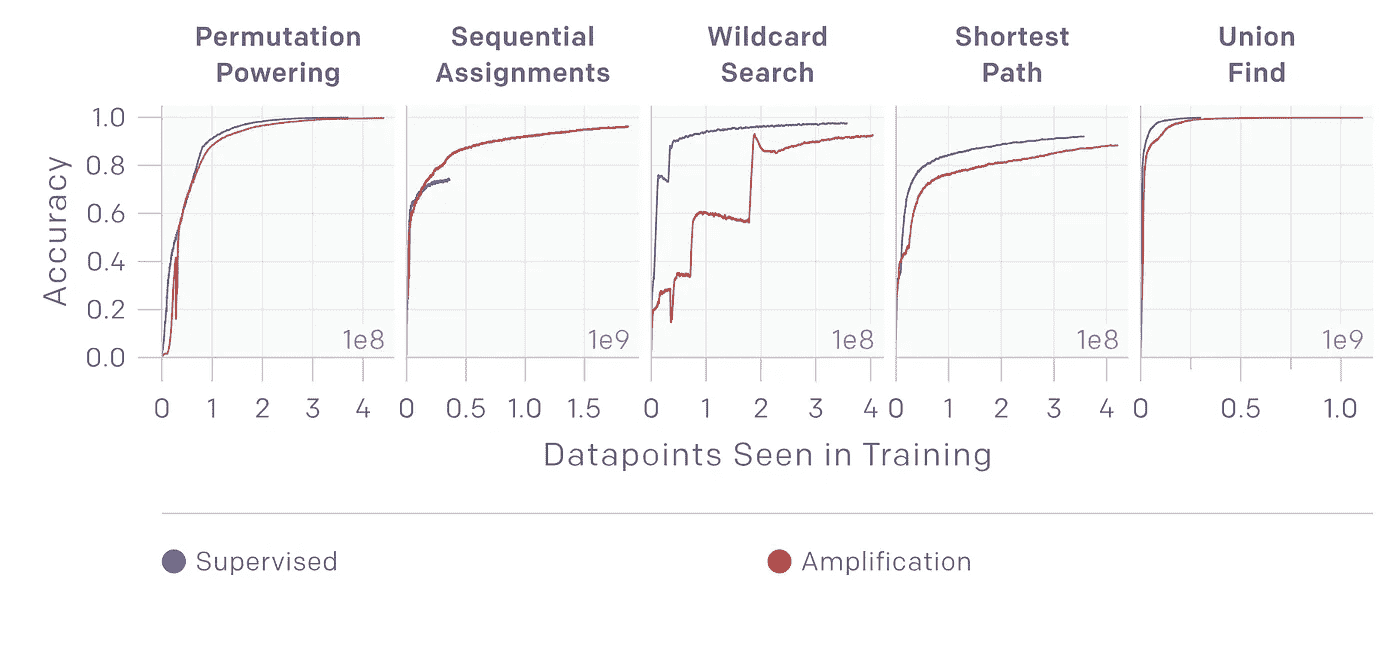 Permutation Powering
Sequential Assignments
Wildcard Search
Shortest Path
Union Find
Accuracy
1.0
0.8
0.6
0.4
0.2
0.0
1e8
1e9
1e8
1e8
1e9
0 1 2 3 4
0 0.5 1.0 1.5
0 1 2 3 4
0 1 2 3 4
0 0.5 1.0
Datapoints Seen in Training
Supervised
Amplification